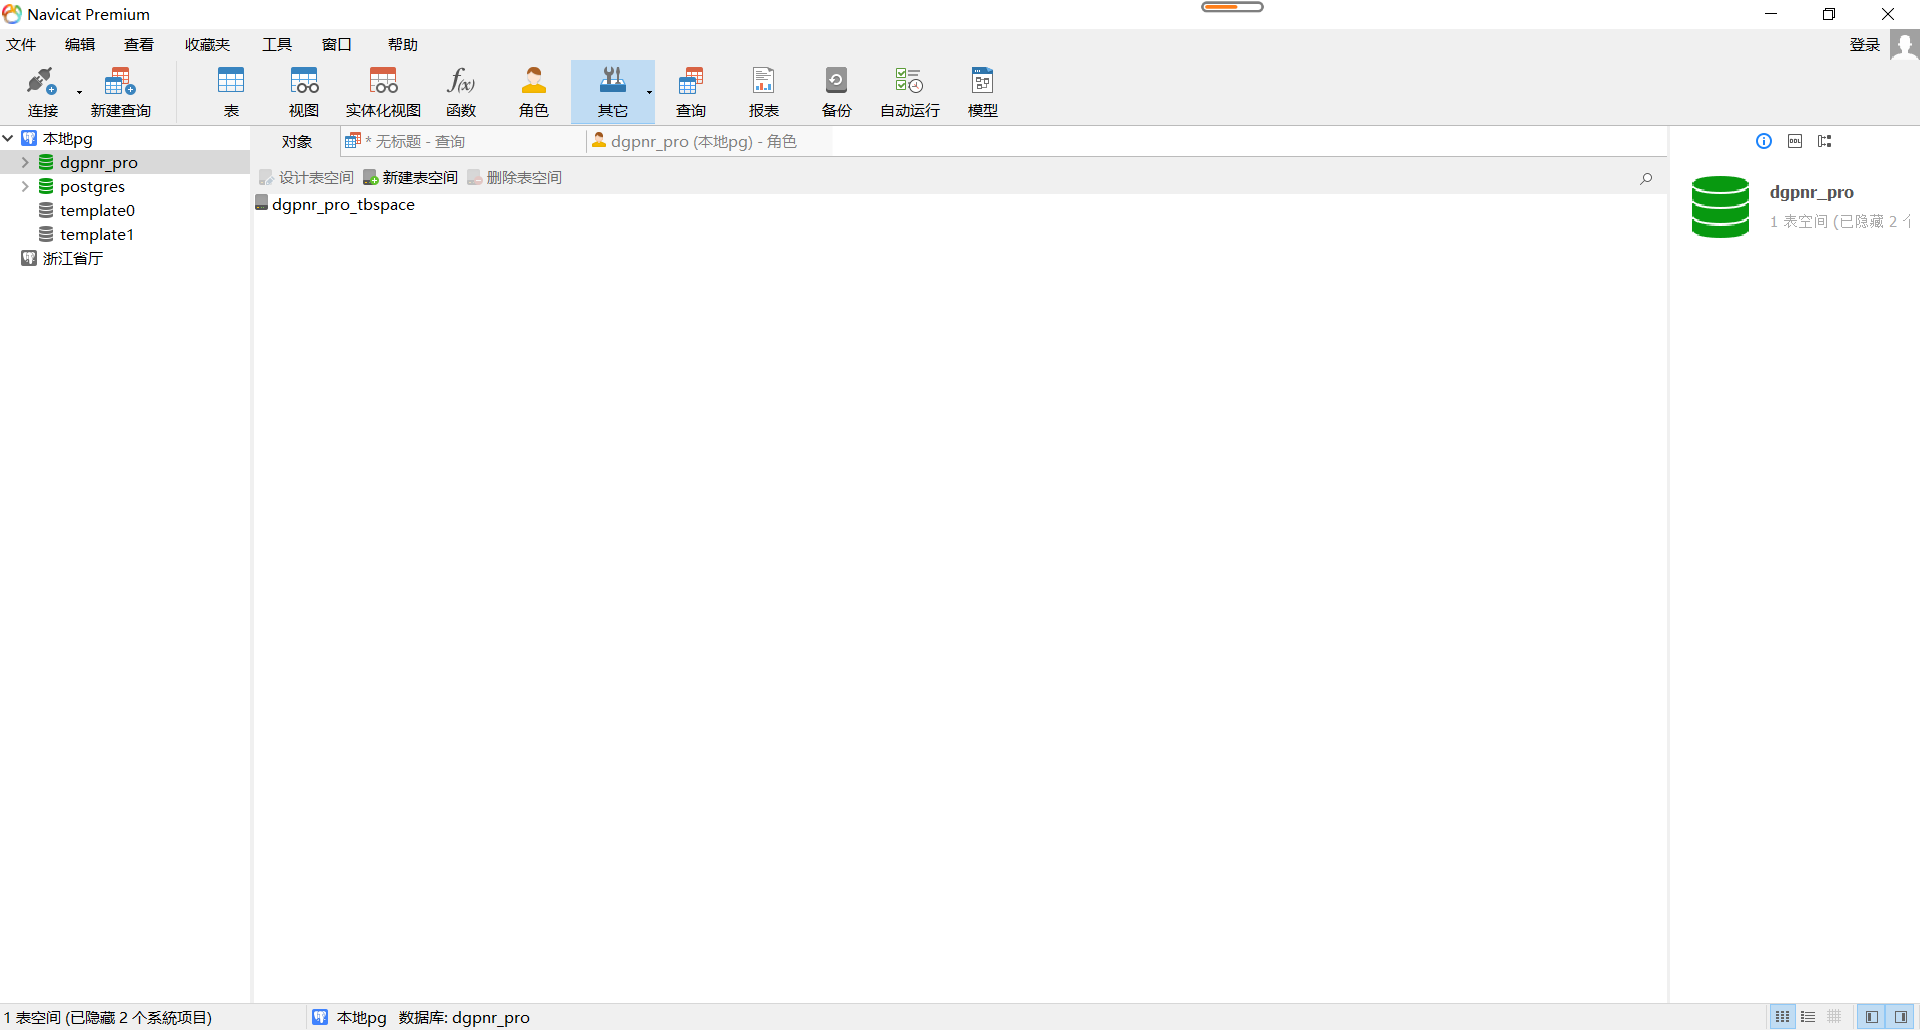 Navicat Premium
文件 编辑 查看 收藏夹 工具 窗口 帮助 登录
连接 新建查询 表 视图 实体化视图 函数 角色 其它 查询 报表 备份 自动运行 模型
本地pg
dgpnr_pro
postgres
template0
template1
浙江省厅
对象 * 无标题 - 查询 dgpnr_pro (本地pg) - 角色
设计表空间 新建表空间 删除表空间
dgpnr_pro_tbspace
dgpnr_pro
1 表空间 (已隐藏 2
1 表空间 (已隐藏 2 个系统项目) 本地pg 数据库: dgpnr_pro